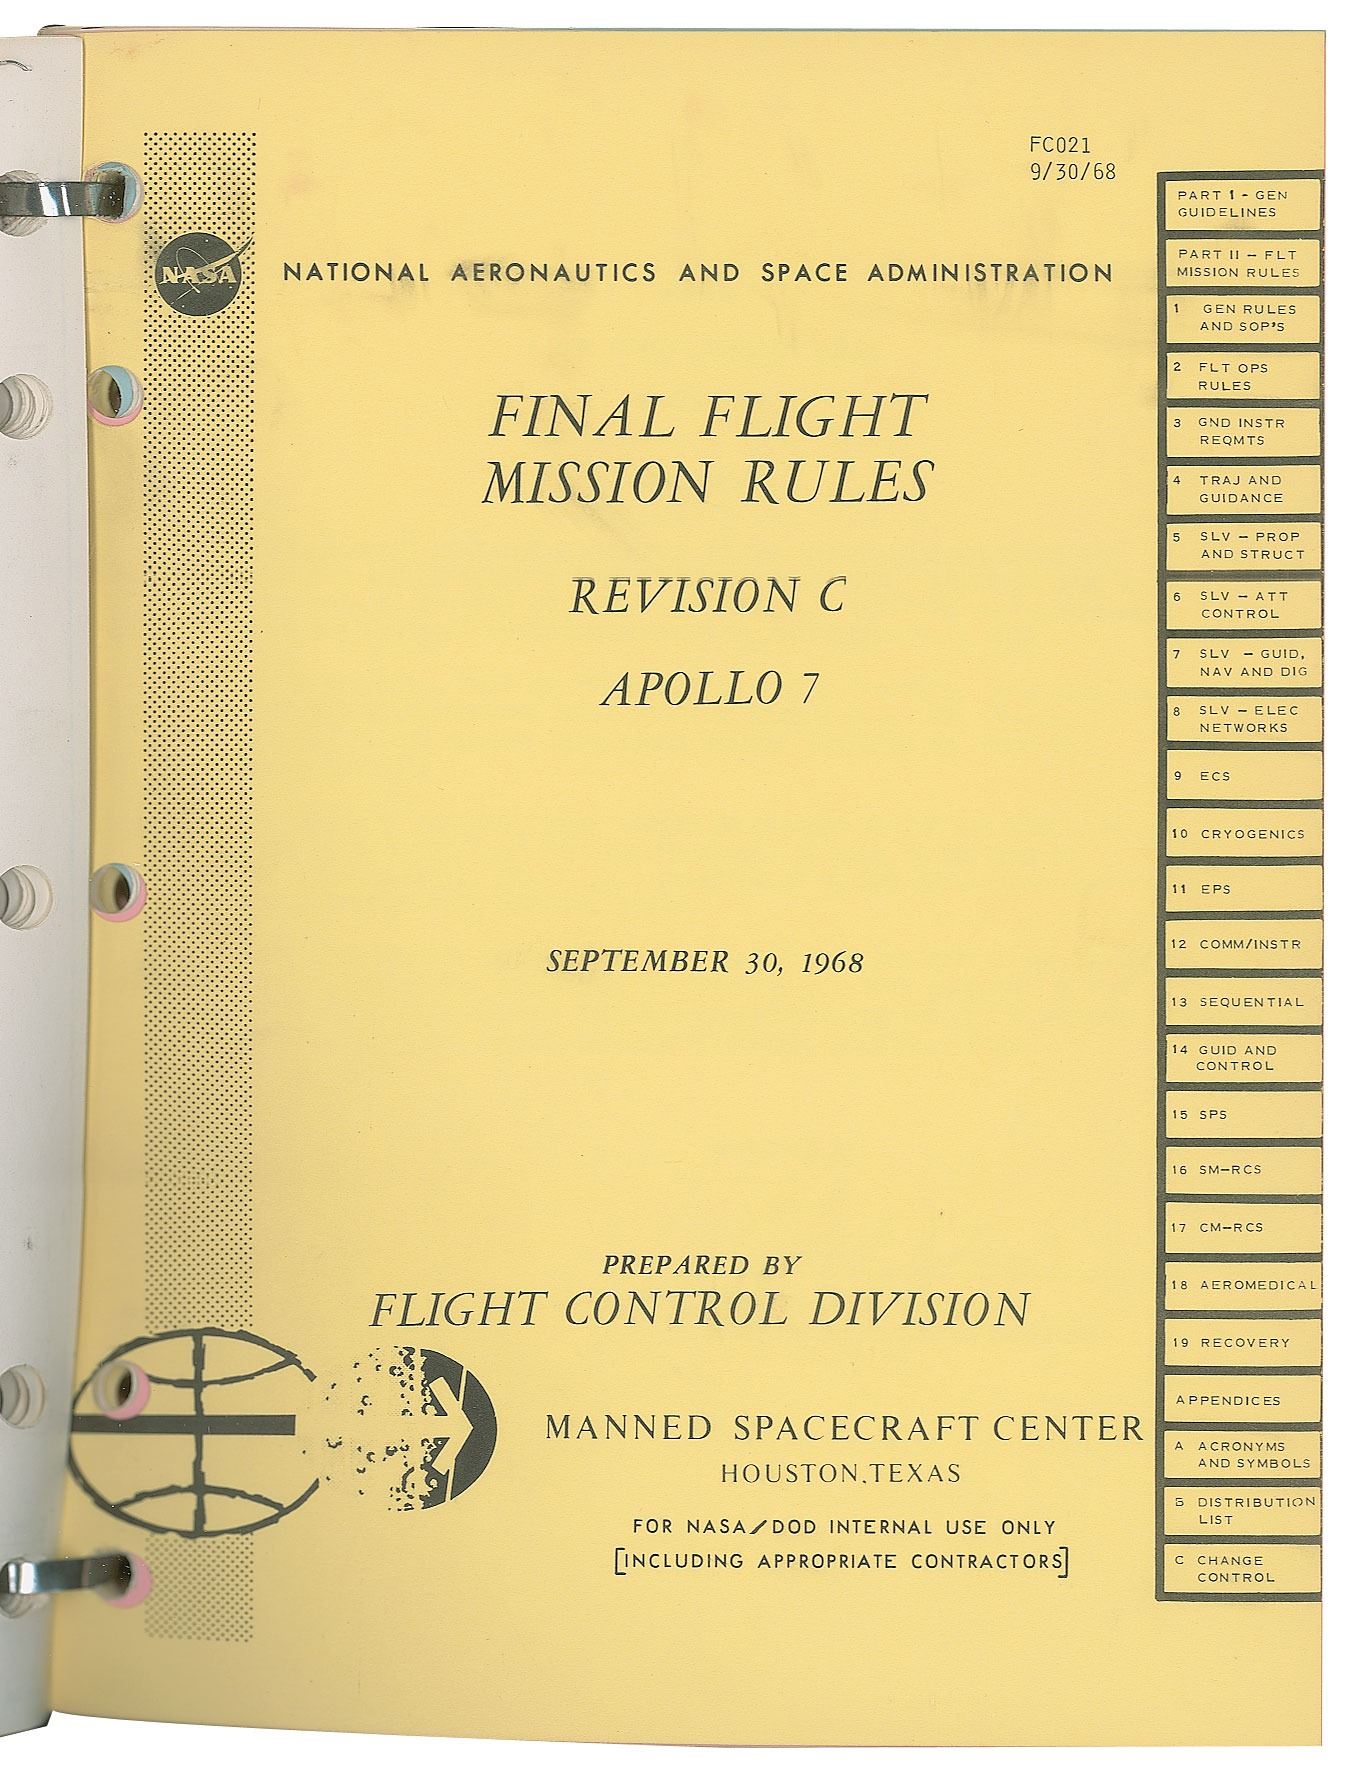 FC021
9/30/68
NASA
NATIONAL AERONAUTICS AND SPACE ADMINISTRATION
FINAL FLIGHT
MISSION RULES
REVISION C
APOLLO 7
SEPTEMBER 30, 1968
PREPARED BY
FLIGHT CONTROL DIVISION
MANNED SPACECRAFT CENTER
HOUSTON, TEXAS
FOR NASA/DOD INTERNAL USE ONLY
[INCLUDING APPROPRIATE CONTRACTORS]
PART 1 - GEN
GUIDELINES
PART II - FLT
MISSION RULES
1 GEN RULES
AND SOP'S
2 FLT OPS
RULES
3 GND INSTR
REQMTS
4 TRAJ AND
GUIDANCE
5 SLV - PROP
AND STRUCT
6 SLV - ATT
CONTROL
7 SLV - GUID,
NAV AND DIG
8 SLV - ELEC
NETWORKS
9 ECS
10 CRYOGENICS
11 EPS
12 COMM/INSTR
13 SEQUENTIAL
14 GUID AND
CONTROL
15 SPS
16 SM-RCS
17 CM-RCS
18 AEROMEDICAL
19 RECOVERY
APPENDICES
A ACRONYMS
AND SYMBOLS
B DISTRIBUTION
LIST
C CHANGE
CONTROL